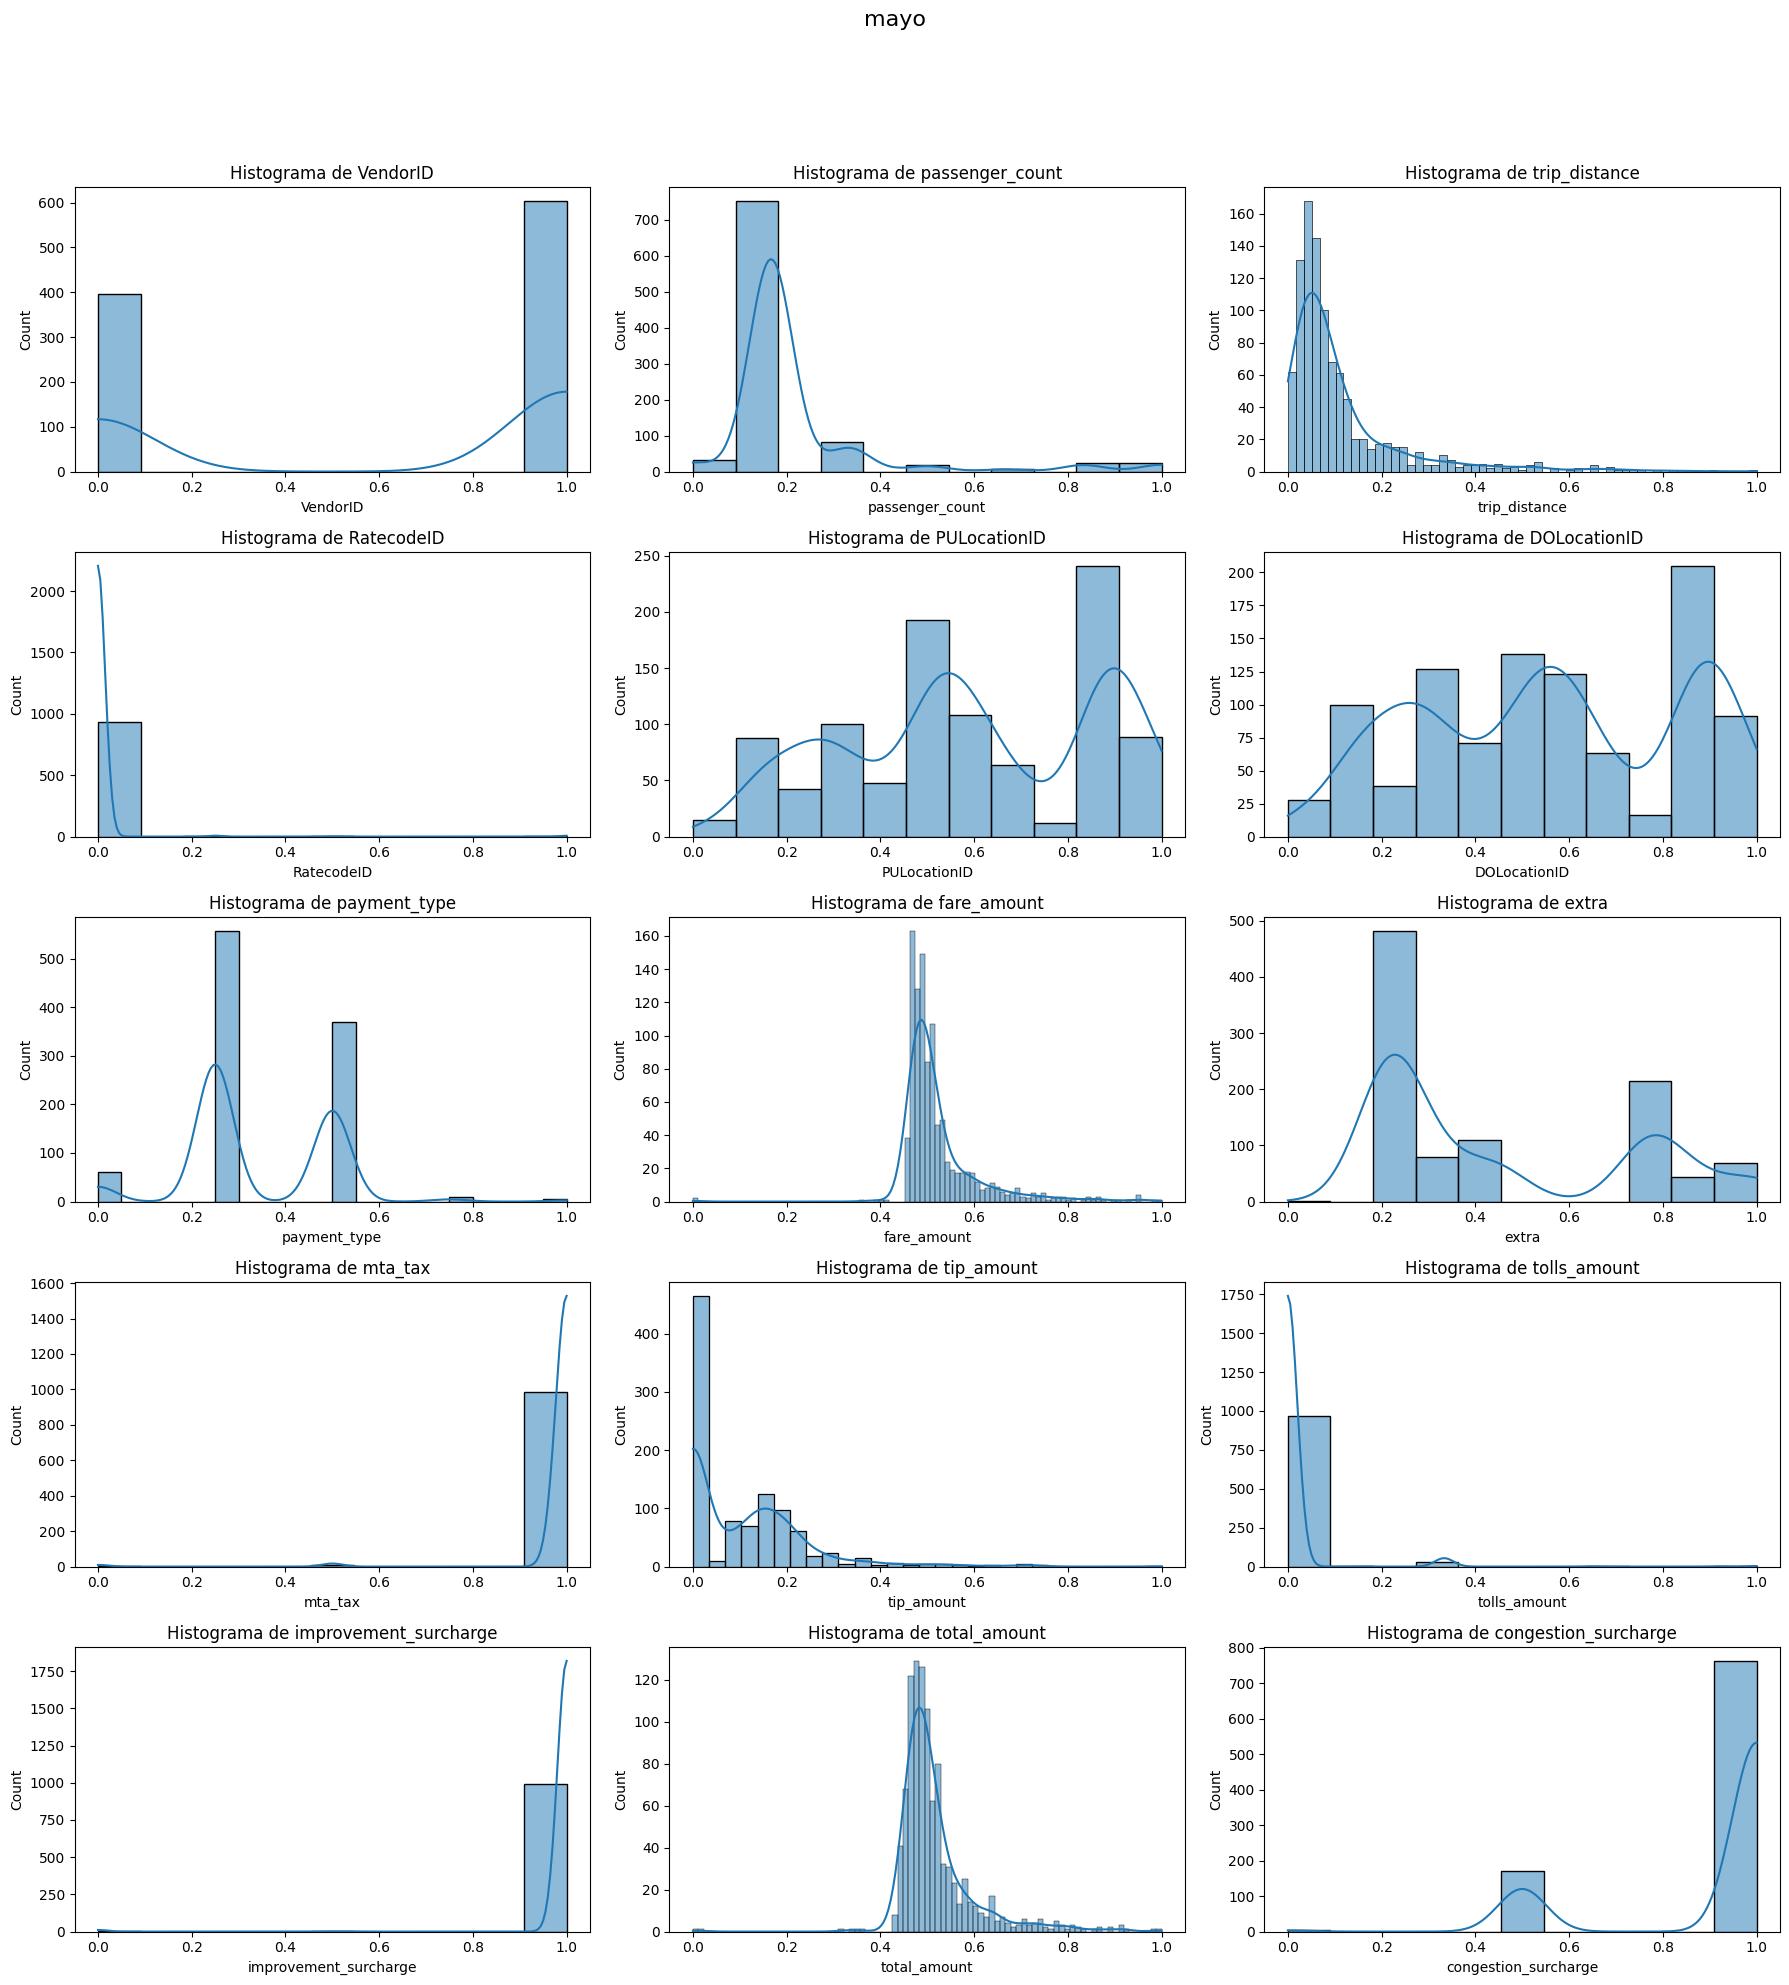 mayo
Histograma de VendorID
Histograma de passenger_count
Histograma de trip_distance
600
500
400
300
200
100
0
Count
0.0 0.2 0.4 0.6 0.8 1.0
VendorID
700
600
500
400
300
200
100
0
Count
0.0 0.2 0.4 0.6 0.8 1.0
passenger_count
160
140
120
100
80
60
40
20
0
Count
0.0 0.2 0.4 0.6 0.8 1.0
trip_distance
Histograma de RatecodeID
Histograma de PULocationID
Histograma de DOLocationID
2000
1500
1000
500
0
Count
0.0 0.2 0.4 0.6 0.8 1.0
RatecodeID
250
200
150
100
50
0
Count
0.0 0.2 0.4 0.6 0.8 1.0
PULocationID
200
175
150
125
100
75
50
25
0
Count
0.0 0.2 0.4 0.6 0.8 1.0
DOLocationID
Histograma de payment_type
Histograma de fare_amount
Histograma de extra
500
400
300
200
100
0
Count
0.0 0.2 0.4 0.6 0.8 1.0
payment_type
160
140
120
100
80
60
40
20
0
Count
0.0 0.2 0.4 0.6 0.8 1.0
fare_amount
500
400
300
200
100
0
Count
0.0 0.2 0.4 0.6 0.8 1.0
extra
Histograma de mta_tax
Histograma de tip_amount
Histograma de tolls_amount
1600
1400
1200
1000
800
600
400
200
0
Count
0.0 0.2 0.4 0.6 0.8 1.0
mta_tax
400
300
200
100
0
Count
0.0 0.2 0.4 0.6 0.8 1.0
tip_amount
1750
1500
1250
1000
750
500
250
0
Count
0.0 0.2 0.4 0.6 0.8 1.0
tolls_amount
Histograma de improvement_surcharge
Histograma de total_amount
Histograma de congestion_surcharge
1750
1500
1250
1000
750
500
250
0
Count
0.0 0.2 0.4 0.6 0.8 1.0
improvement_surcharge
120
100
80
60
40
20
0
Count
0.0 0.2 0.4 0.6 0.8 1.0
total_amount
800
700
600
500
400
300
200
100
0
Count
0.0 0.2 0.4 0.6 0.8 1.0
congestion_surcharge